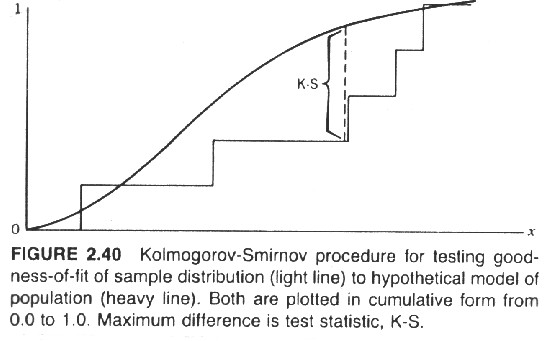 1
K-S
0
x
FIGURE 2.40 Kolmogorov-Smirnov procedure for testing good-
ness-of-fit of sample distribution (light line) to hypothetical model of
population (heavy line). Both are plotted in cumulative form from
0.0 to 1.0. Maximum difference is test statistic, K-S.